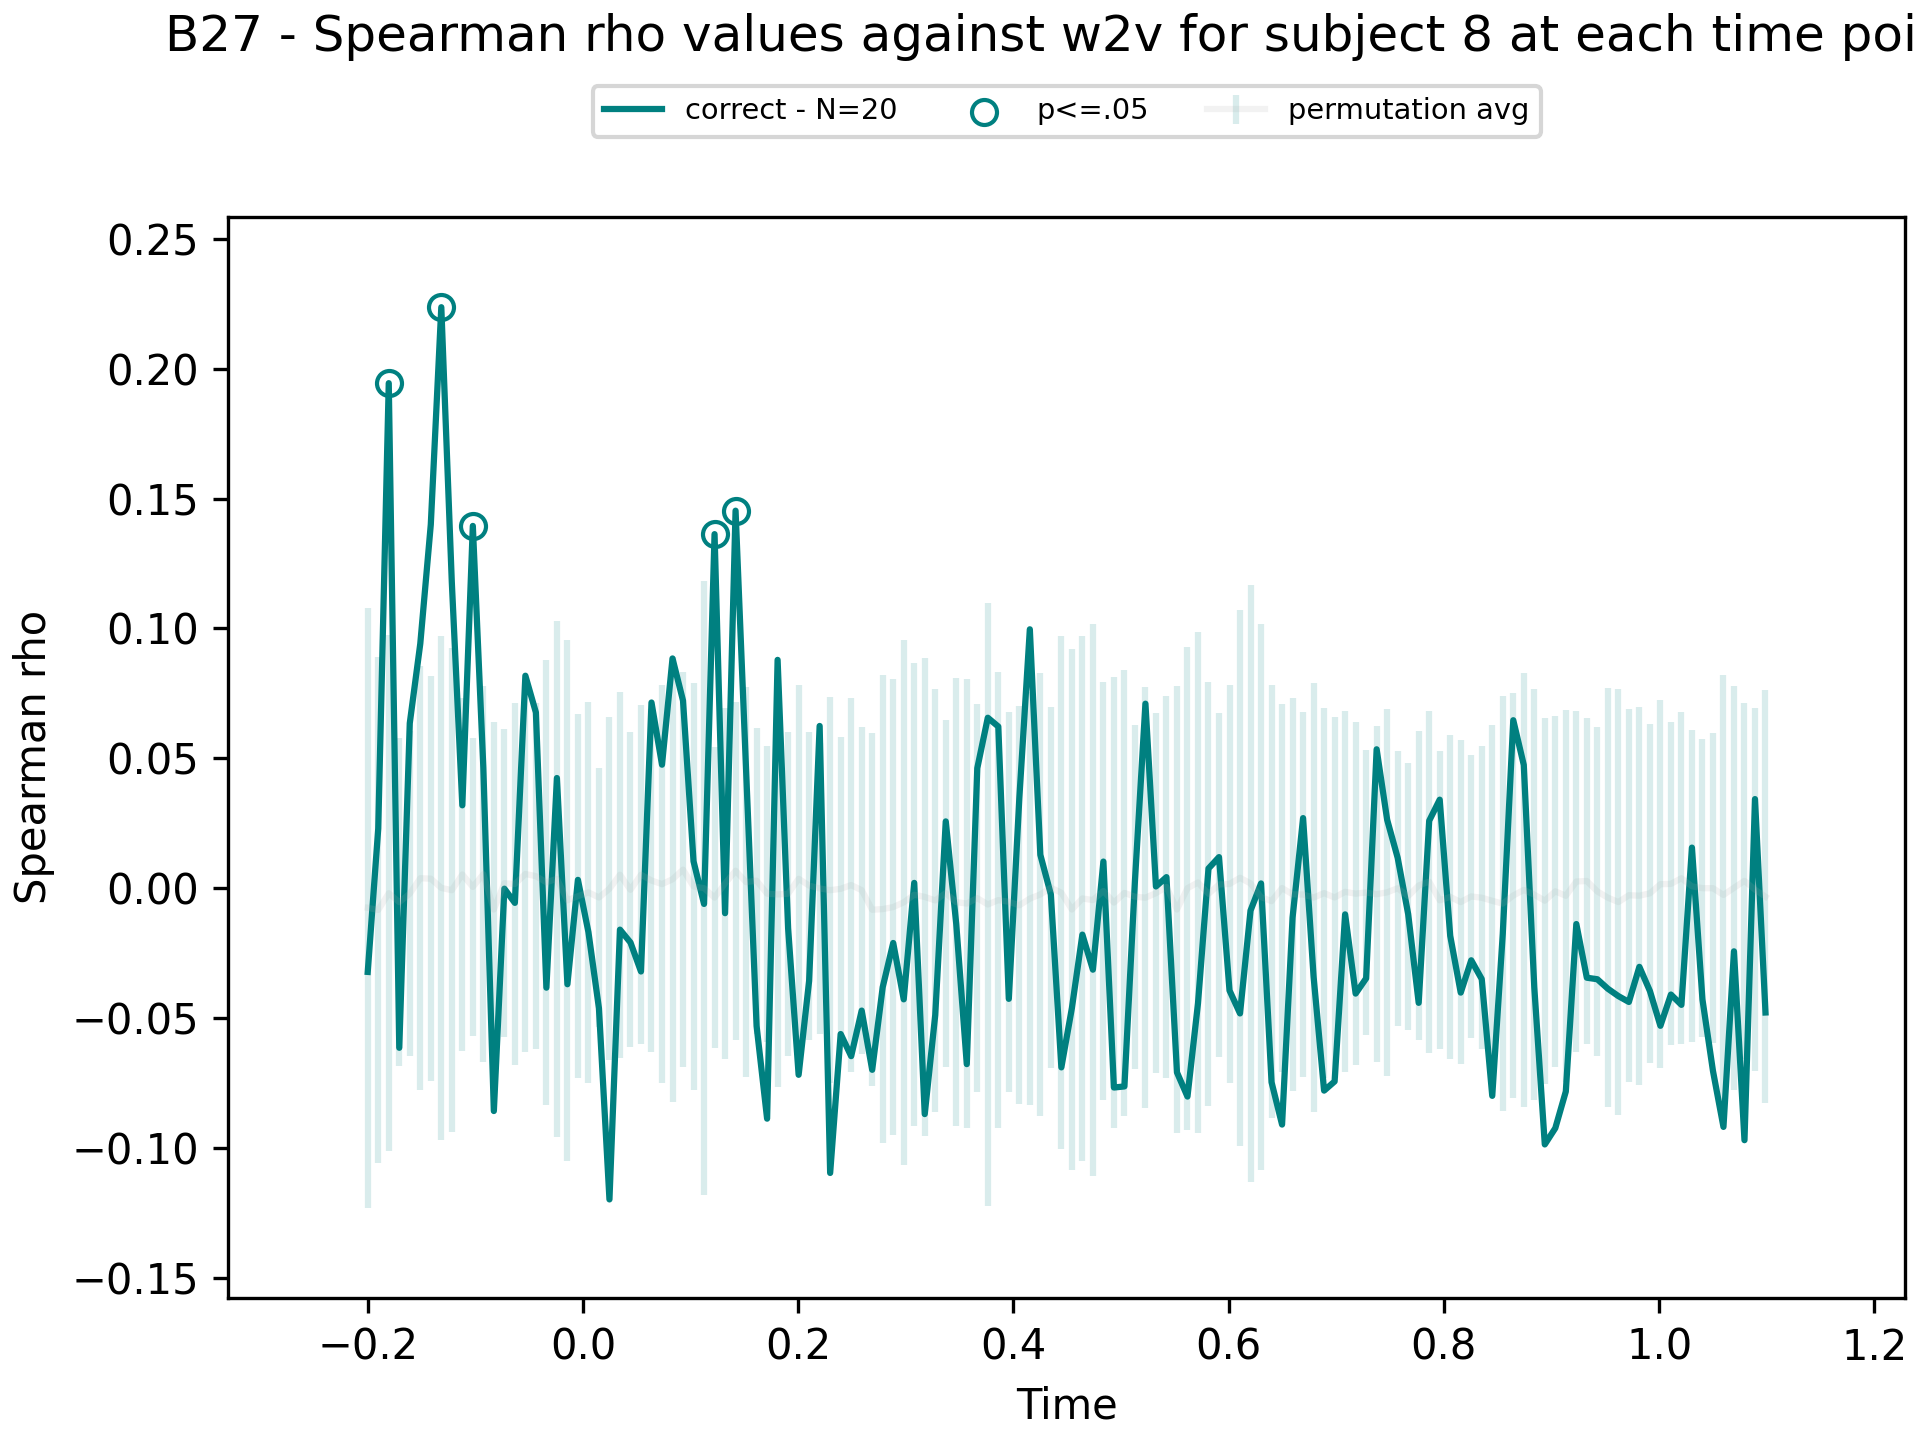 B27 - Spearman rho values against w2v for subject 8 at each time poi
correct - N=20
p<=.05
permutation avg
0.25
0.20
0.15
0.10
0.05
0.00
−0.05
−0.10
−0.15
Spearman rho
−0.2 0.0 0.2 0.4 0.6 0.8 1.0 1.2
Time